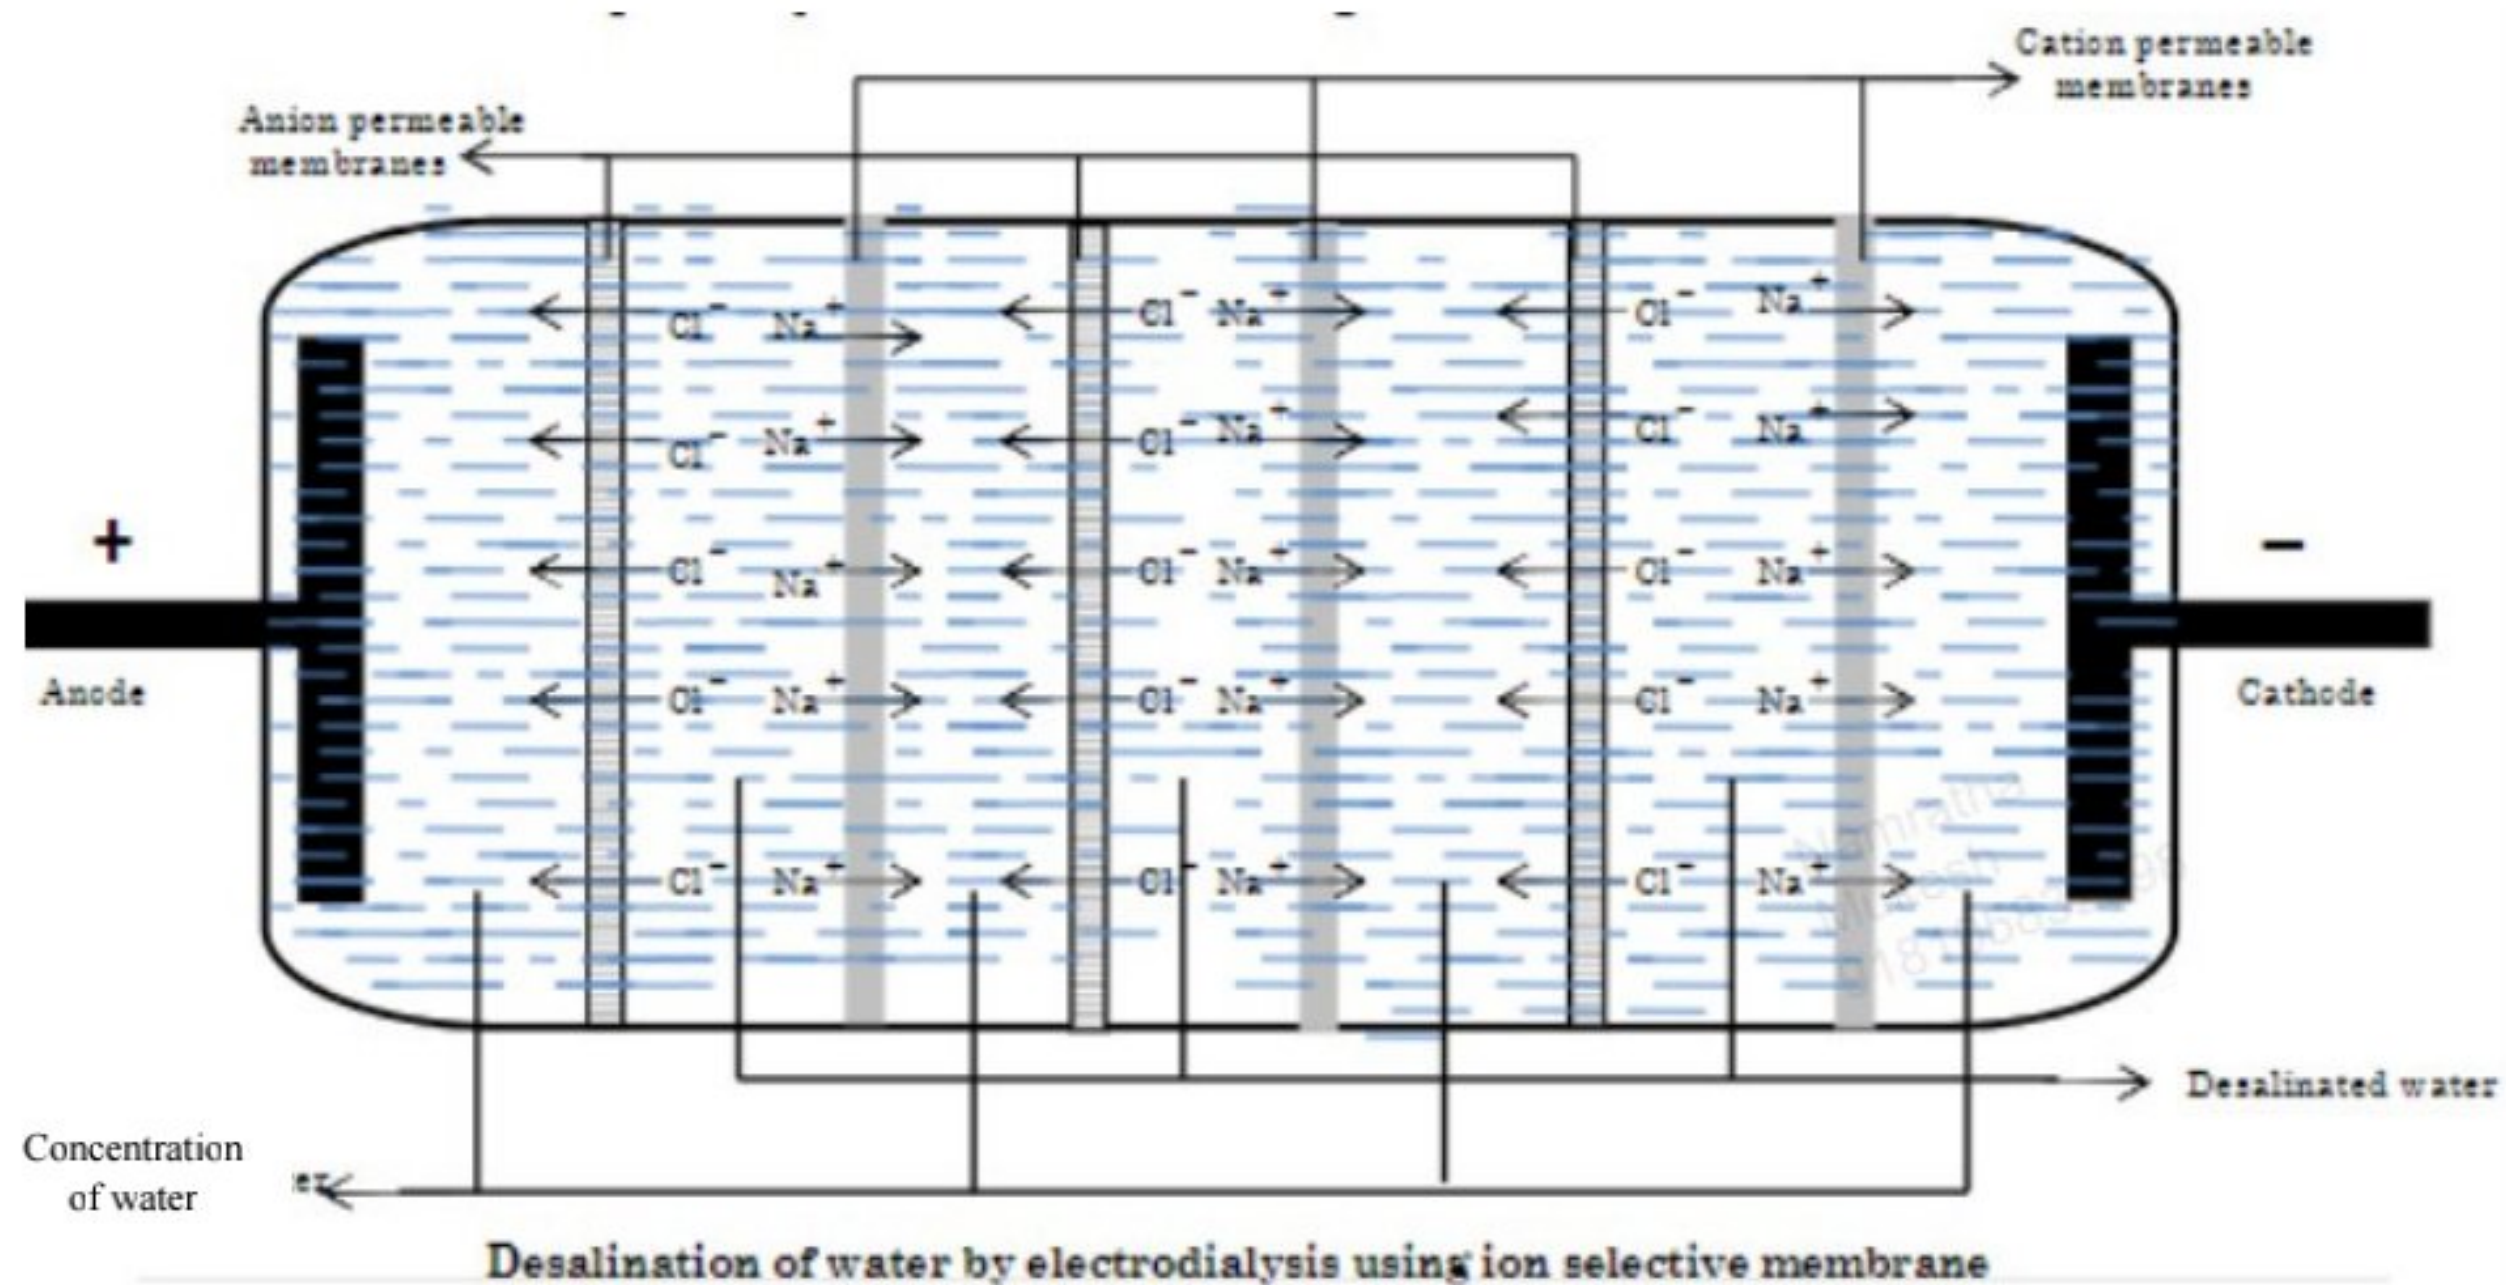 Cation permeable
membranes
Anion permeable
membranes
Cl⁻ Na⁺ Cl⁻ Na⁺ Cl⁻ Na⁺
Cl⁻ Na⁺ Cl⁻ Na⁺ Cl⁻ Na⁺
+ −
Cl⁻ Na⁺ Cl⁻ Na⁺ Cl⁻ Na⁺
Anode Cl⁻ Na⁺ Cl⁻ Na⁺ Cl⁻ Na⁺ Cathode
Namratha
Cl⁻ Na⁺ Cl⁻ Na⁺ Cl⁻ Na⁺
Desalinated water
Concentration
of water
er
Desalination of water by electrodialysis using ion selective membrane